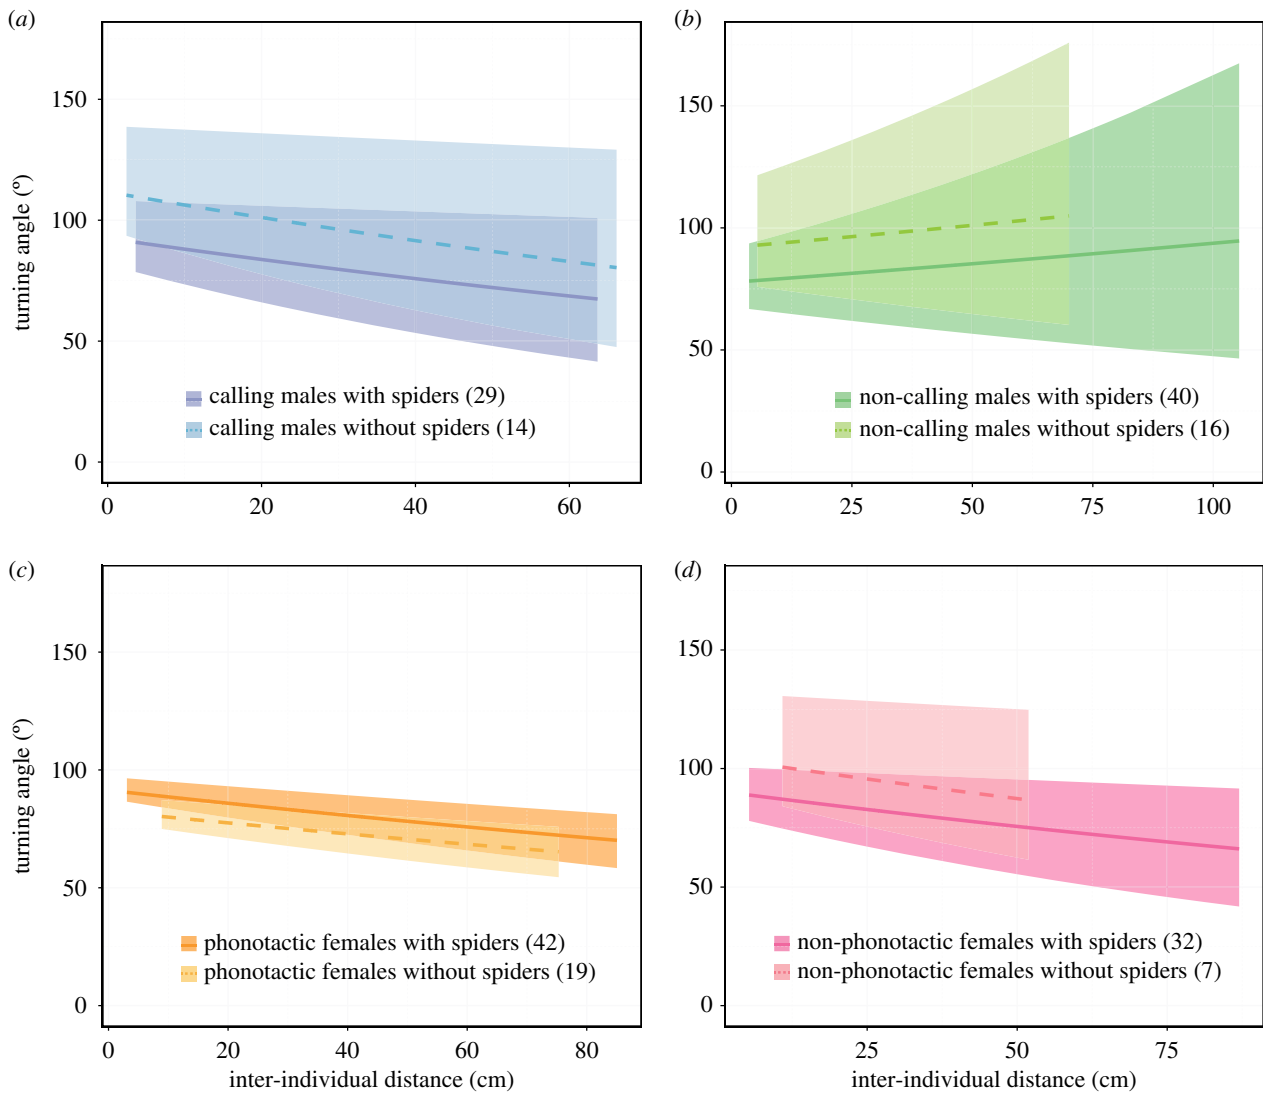 (a)
(b)
150
100
50
0
turning angle (º)
calling males with spiders (29)
calling males without spiders (14)
0 20 40 60
150
100
50
0
non-calling males with spiders (40)
non-calling males without spiders (16)
0 25 50 75 100
(c)
(d)
150
100
50
0
turning angle (º)
phonotactic females with spiders (42)
phonotactic females without spiders (19)
0 20 40 60 80
inter-individual distance (cm)
150
100
50
0
non-phonotactic females with spiders (32)
non-phonotactic females without spiders (7)
25 50 75
inter-individual distance (cm)